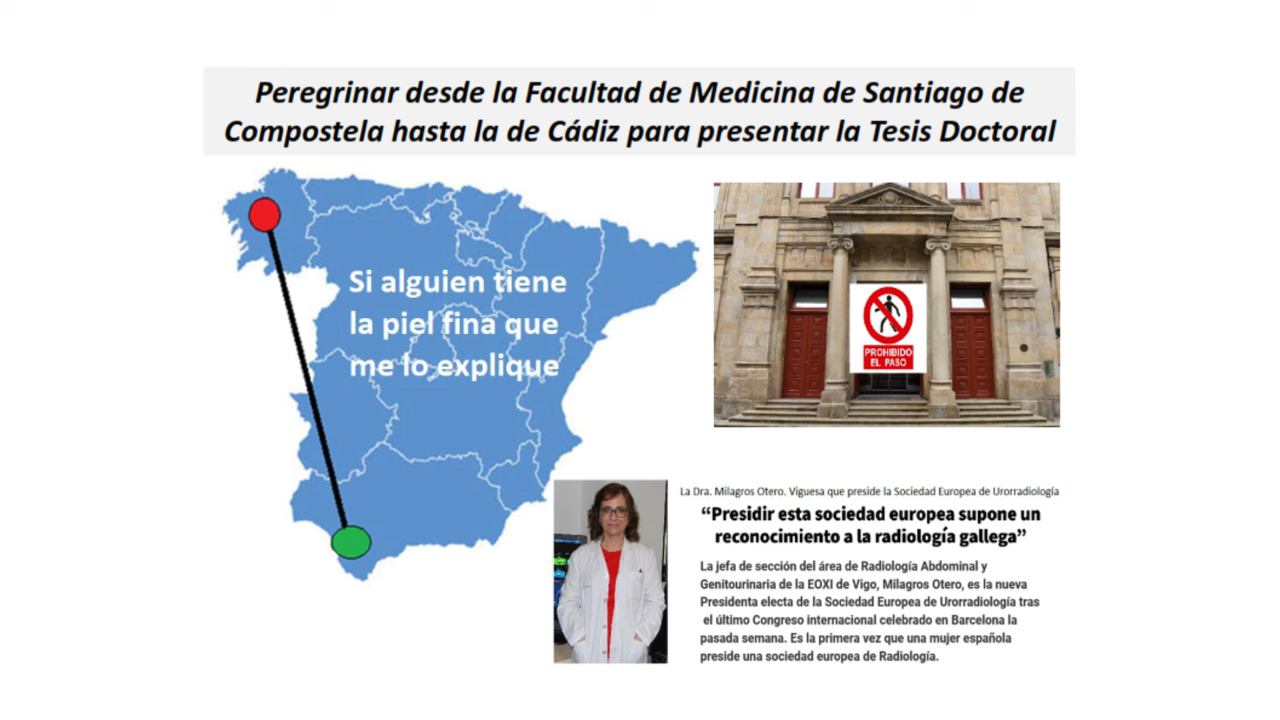 Peregrinar desde la Facultad de Medicina de Santiago de
Compostela hasta la de Cádiz para presentar la Tesis Doctoral
Si alguien tiene
la piel fina que
me lo explique
PROHIBIDO
EL PASO
La Dra. Milagros Otero. Viguesa que preside la Sociedad Europea de Urorradiología
“Presidir esta sociedad europea supone un
reconocimiento a la radiología gallega”
La jefa de sección del área de Radiología Abdominal y
Genitourinaria de la EOXI de Vigo, Milagros Otero, es la nueva
Presidenta electa de la Sociedad Europea de Urorradiología tras
el último Congreso internacional celebrado en Barcelona la
pasada semana. Es la primera vez que una mujer española
preside una sociedad europea de Radiología.